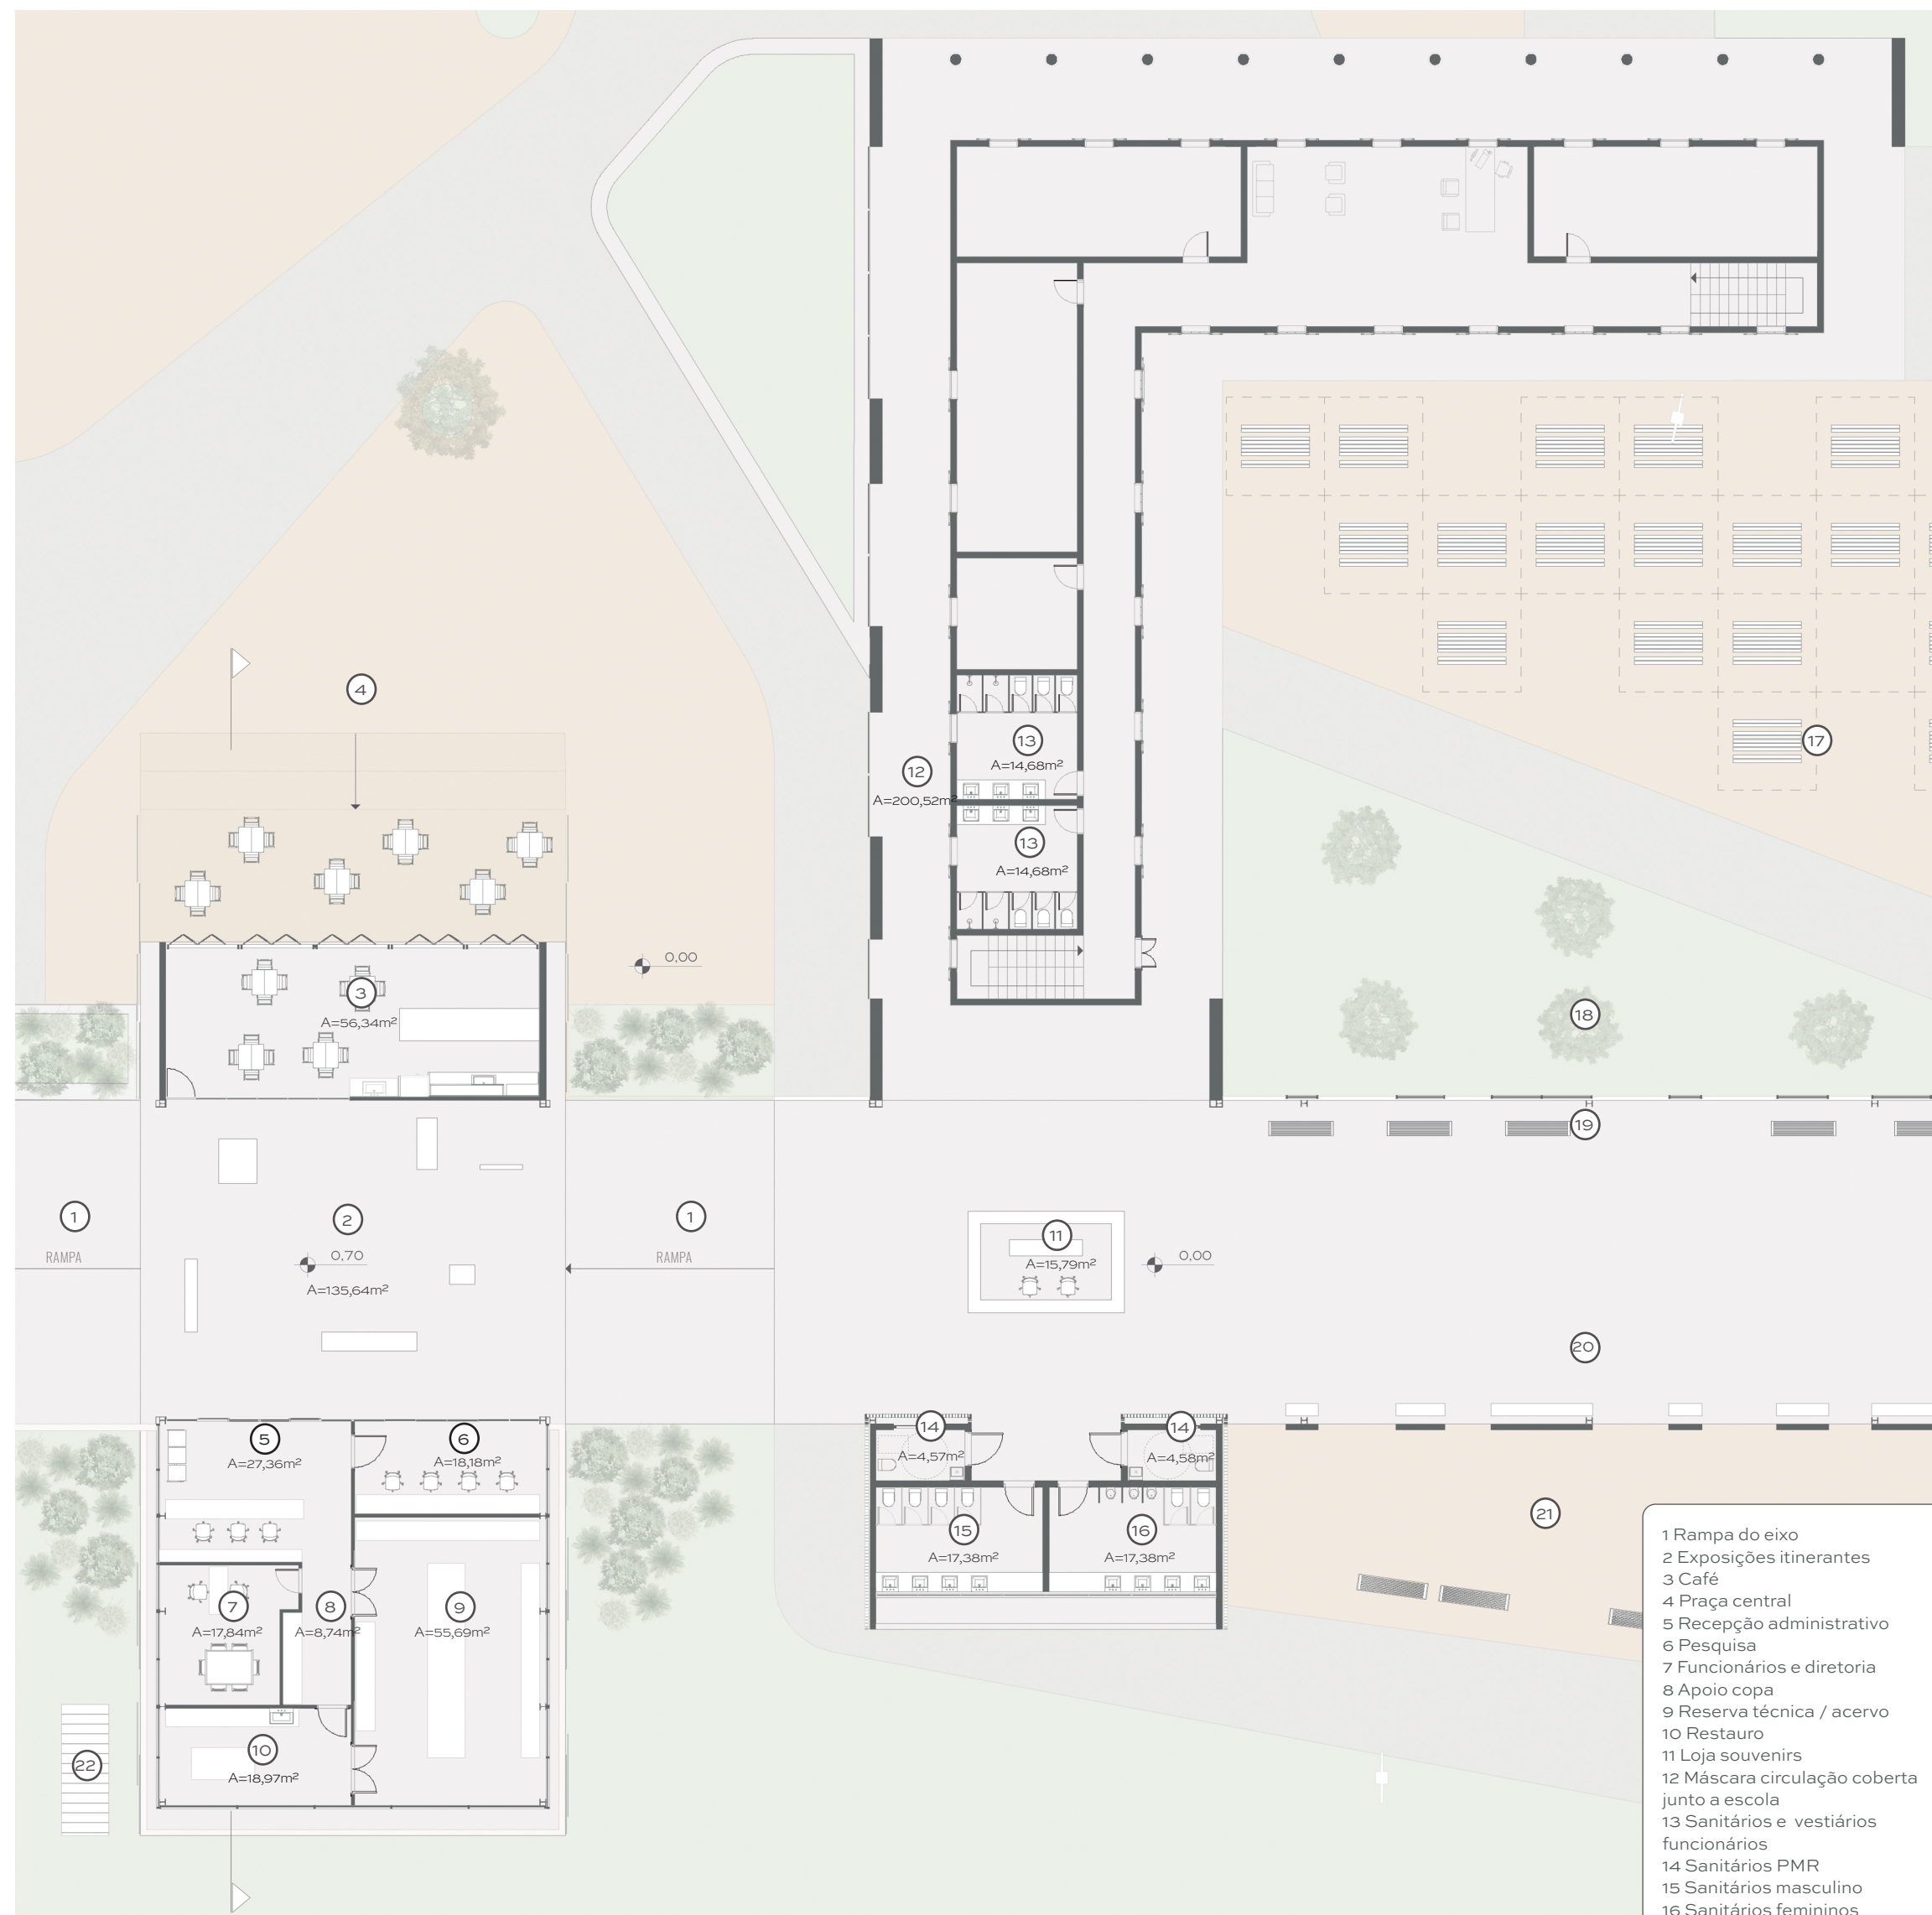 4
17
13
A=14,68m²
12
A=200,52m²
13
A=14,68m²
0,00
3
A=56,34m²
18
19
1
RAMPA
2
0,70
A=135,64m²
1
RAMPA
11
A=15,79m²
0,00
20
5
A=27,36m²
6
A=18,18m²
14
A=4,57m²
14
A=4,58m²
15
A=17,38m²
16
A=17,38m²
21
7
A=17,84m²
8
A=8,74m²
9
A=55,69m²
10
A=18,97m²
22
1 Rampa do eixo
2 Exposições itinerantes
3 Café
4 Praça central
5 Recepção administrativo
6 Pesquisa
7 Funcionários e diretoria
8 Apoio copa
9 Reserva técnica / acervo
10 Restauro
11 Loja souvenirs
12 Máscara circulação coberta
junto a escola
13 Sanitários e vestiários
funcionários
14 Sanitários PMR
15 Sanitários masculino
16 Sanitários femininos